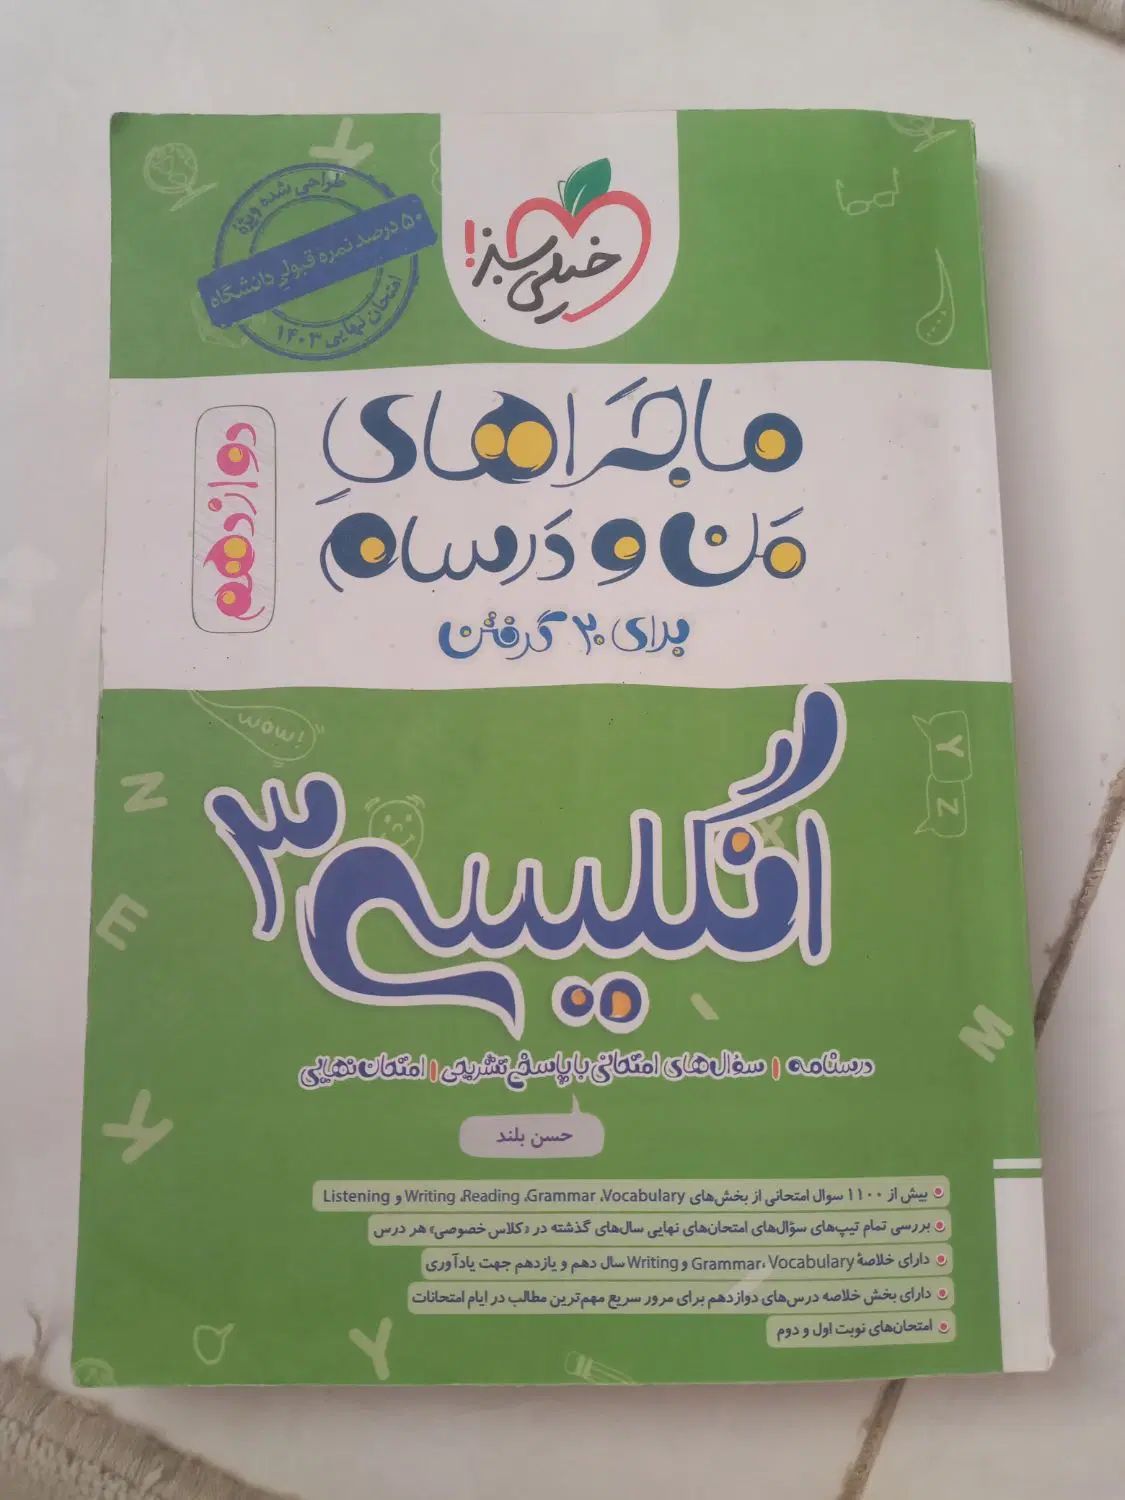 خیلی سبز!
طراحی شده ویژه
۵۰ درصد نمره قبولی دانشگاه
امتحان نهایی ۱۴۰۳
ماجراهای
من و درسام
برای ۲۰ گرفتن
دوازدهم
wow!
انگلیسی ۳
درسنامه | سؤال‌های امتحانی با پاسخ تشریحی | امتحان نهایی
حسن بلند
بیش از ۱۱۰۰ سوال امتحانی از بخش‌های Vocabulary، Grammar، Reading، Writing و Listening
بررسی تمام تیپ‌های سؤال‌های امتحان‌های نهایی سال‌های گذشته در «کلاس خصوصی» هر درس
دارای خلاصهٔ Vocabulary، Grammar و Writing سال دهم و یازدهم جهت یادآوری
دارای بخش خلاصه درس‌های دوازدهم برای مرور سریع مهم‌ترین مطالب در ایام امتحانات
امتحان‌های نوبت اول و دوم